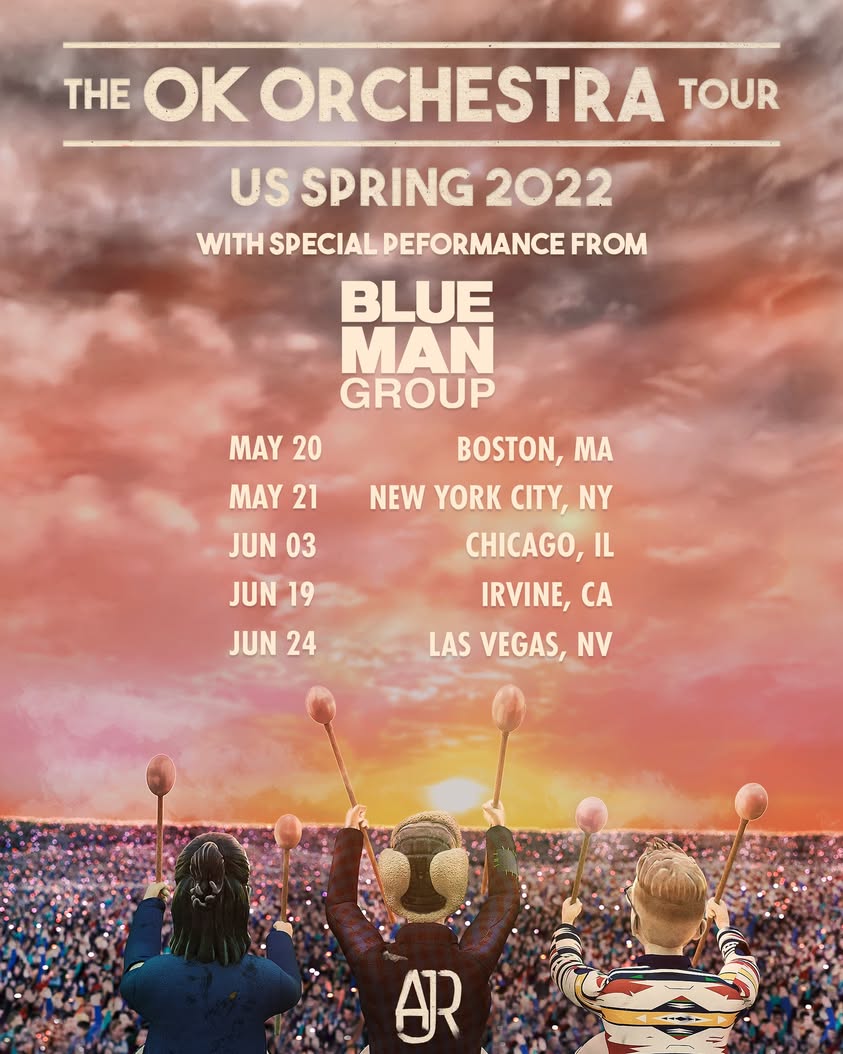 THE OK ORCHESTRA TOUR
US SPRING 2022
WITH SPECIAL PEFORMANCE FROM
BLUE
MAN
GROUP
MAY 20 BOSTON, MA
MAY 21 NEW YORK CITY, NY
JUN 03 CHICAGO, IL
JUN 19 IRVINE, CA
JUN 24 LAS VEGAS, NV
AJR